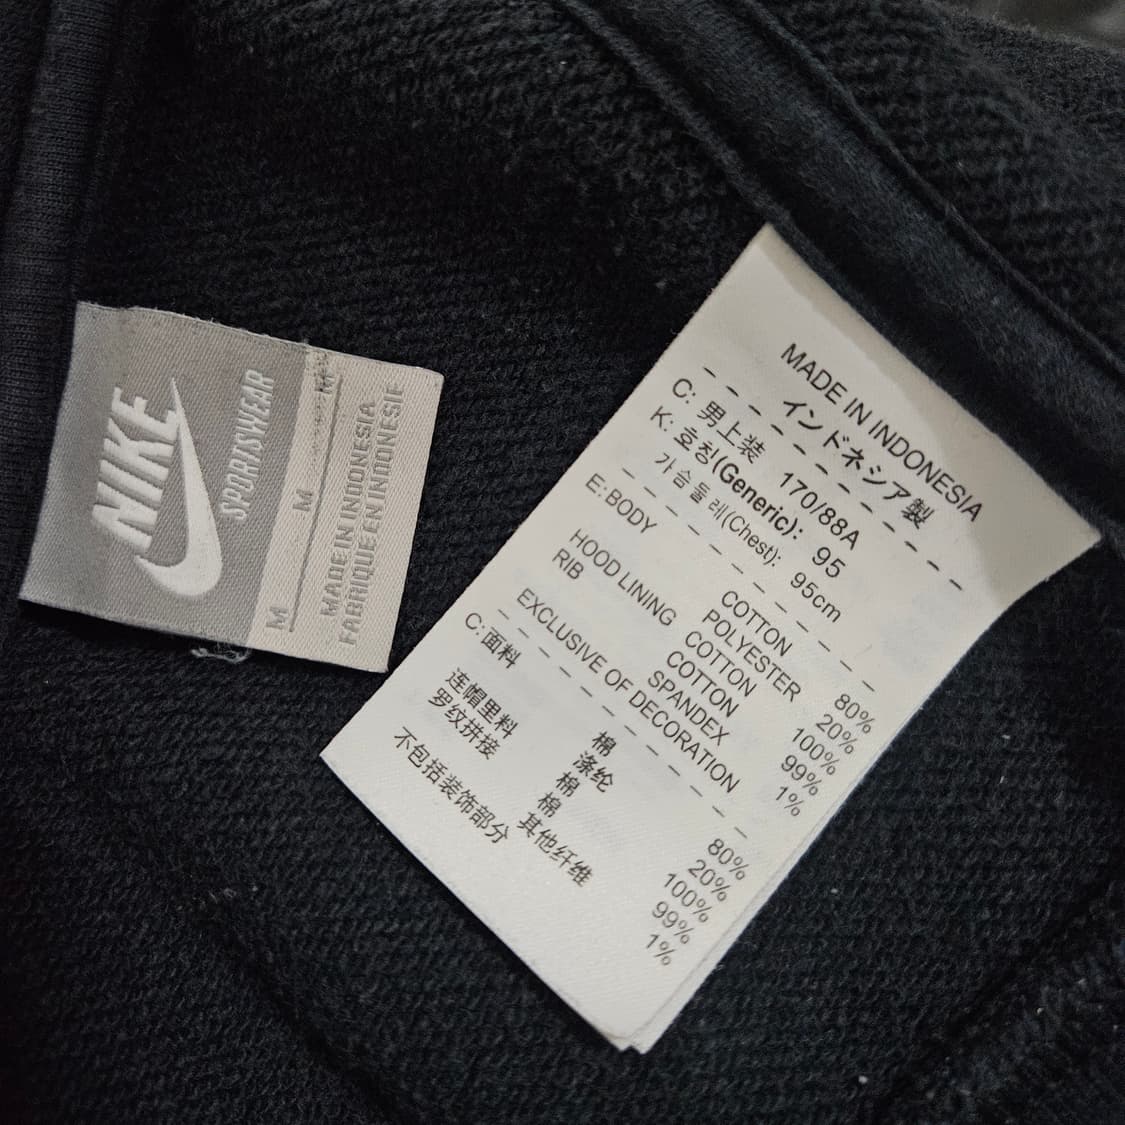 NIKE
SPORTSWEAR
M
M
M
MADE IN INDONESIA
FABRIQUE EN INDONESIE
MADE IN INDONESIA
インドネシア製
C: 男上装 170/88A
K: 호칭(Generic): 95
가슴둘레(Chest): 95cm
E: BODY COTTON 80%
POLYESTER 20%
HOOD LINING COTTON 100%
RIB COTTON 99%
SPANDEX 1%
EXCLUSIVE OF DECORATION
C: 面料 棉 80%
涤纶 20%
连帽里料 棉 100%
罗纹拼接 棉 99%
其他纤维 1%
不包括装饰部分